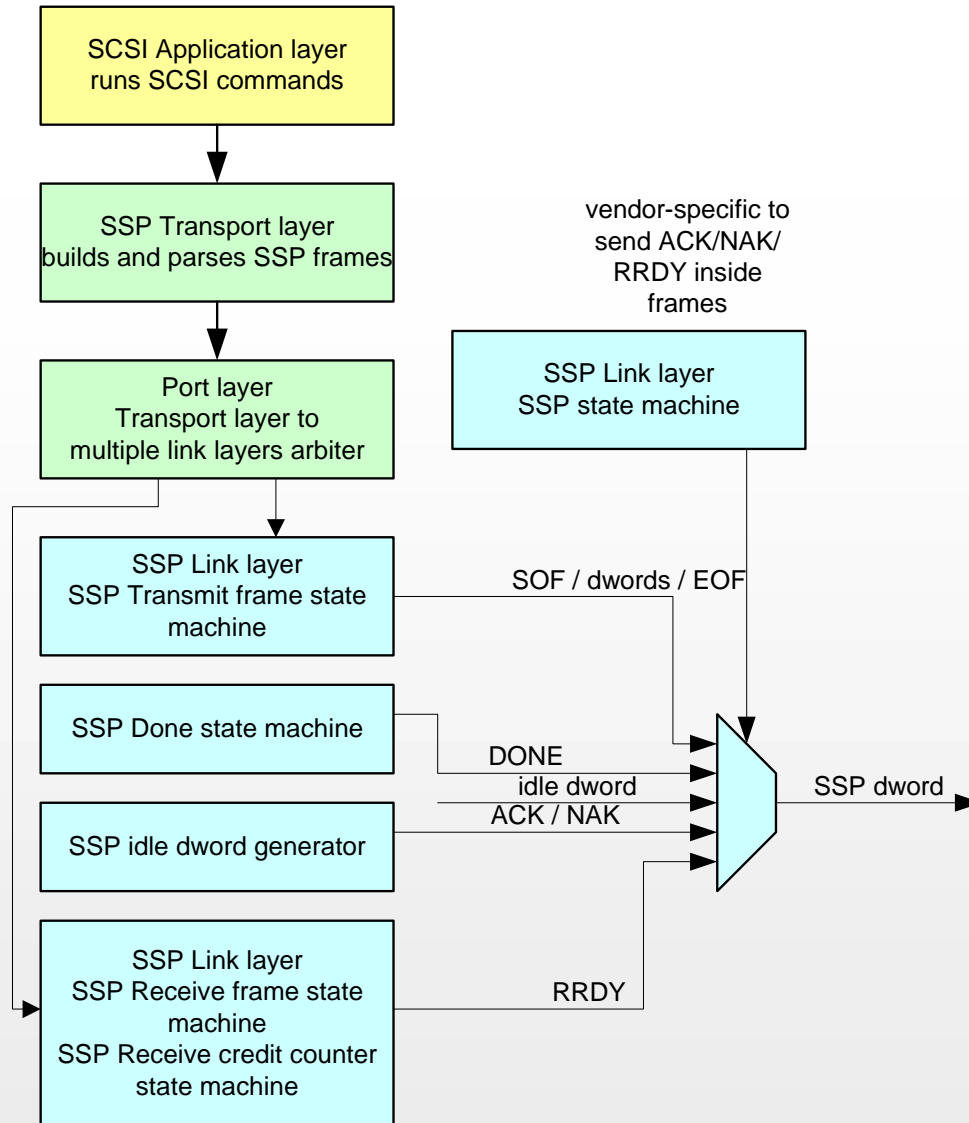 SCSI Application layer
runs SCSI commands
SSP Transport layer
builds and parses SSP frames
vendor-specific to
send ACK/NAK/
RRDY inside
frames
Port layer
Transport layer to
multiple link layers arbiter
SSP Link layer
SSP state machine
SSP Link layer
SSP Transmit frame state
machine
SOF / dwords / EOF
SSP Done state machine
DONE
idle dword
SSP dword
ACK / NAK
SSP idle dword generator
SSP Link layer
SSP Receive frame state
machine
SSP Receive credit counter
state machine
RRDY